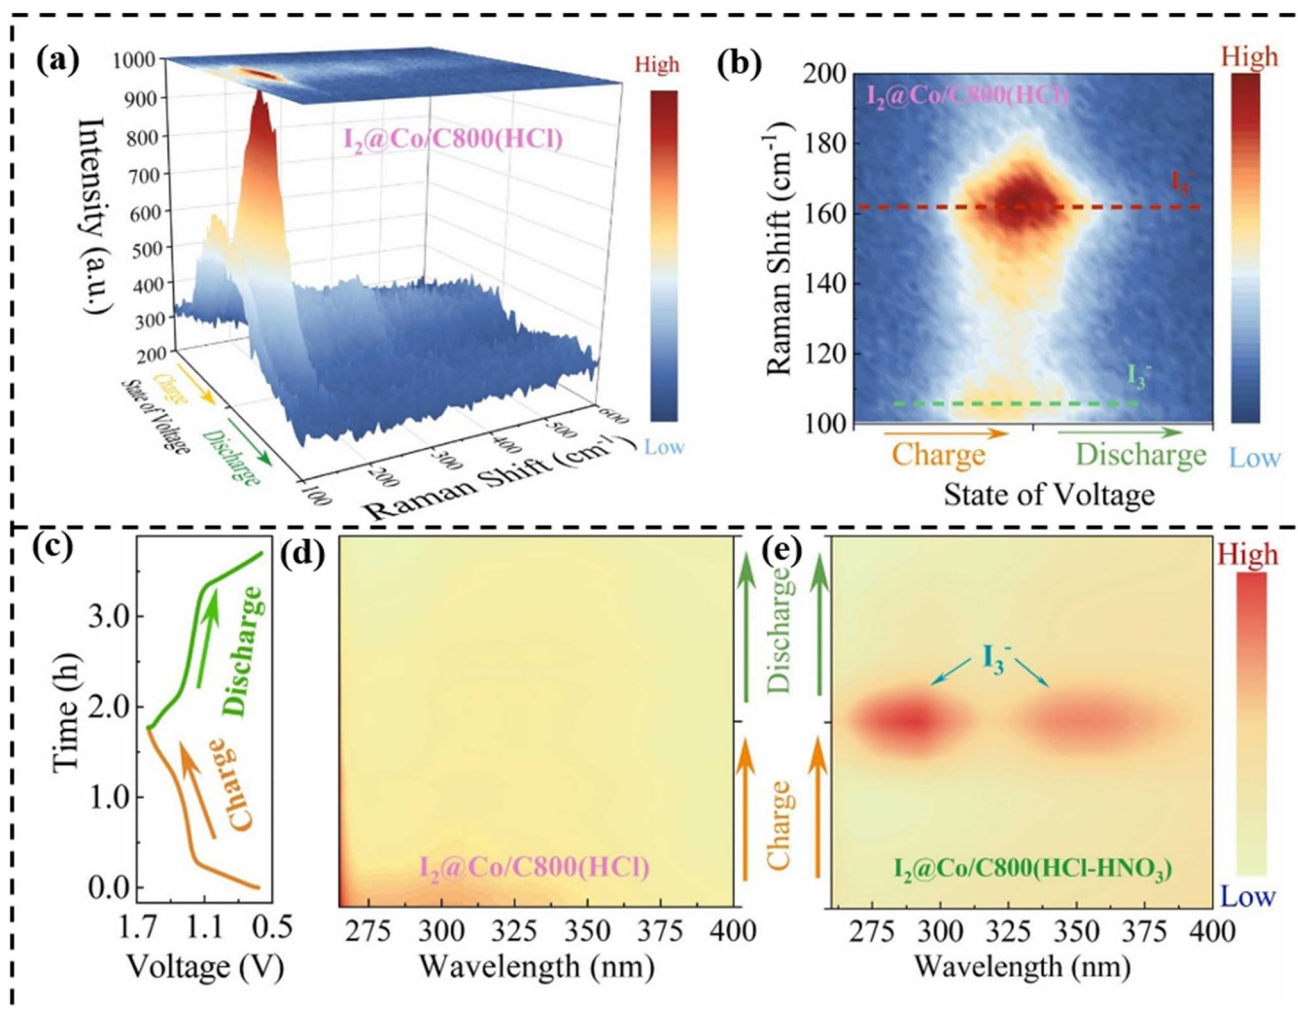 (a)
1000
900
800
700
600
500
400
300
200
Intensity (a.u.)
I2@Co/C800(HCl)
High
Low
Charge
State of Voltage
Discharge
100
200
300
400
500
600
Raman Shift (cm-1)
(b)
200
180
160
140
120
100
Raman Shift (cm-1)
I2@Co/C800(HCl)
I3-
Charge
Discharge
State of Voltage
High
Low
(c)
3.0
2.0
1.0
0.0
Time (h)
Discharge
Charge
1.7
1.1
0.5
Voltage (V)
(d)
I2@Co/C800(HCl)
275
300
325
350
375
400
Wavelength (nm)
Discharge
Charge
(e)
I3-
I2@Co/C800(HCl-HNO3)
275
300
325
350
375
400
Wavelength (nm)
High
Low